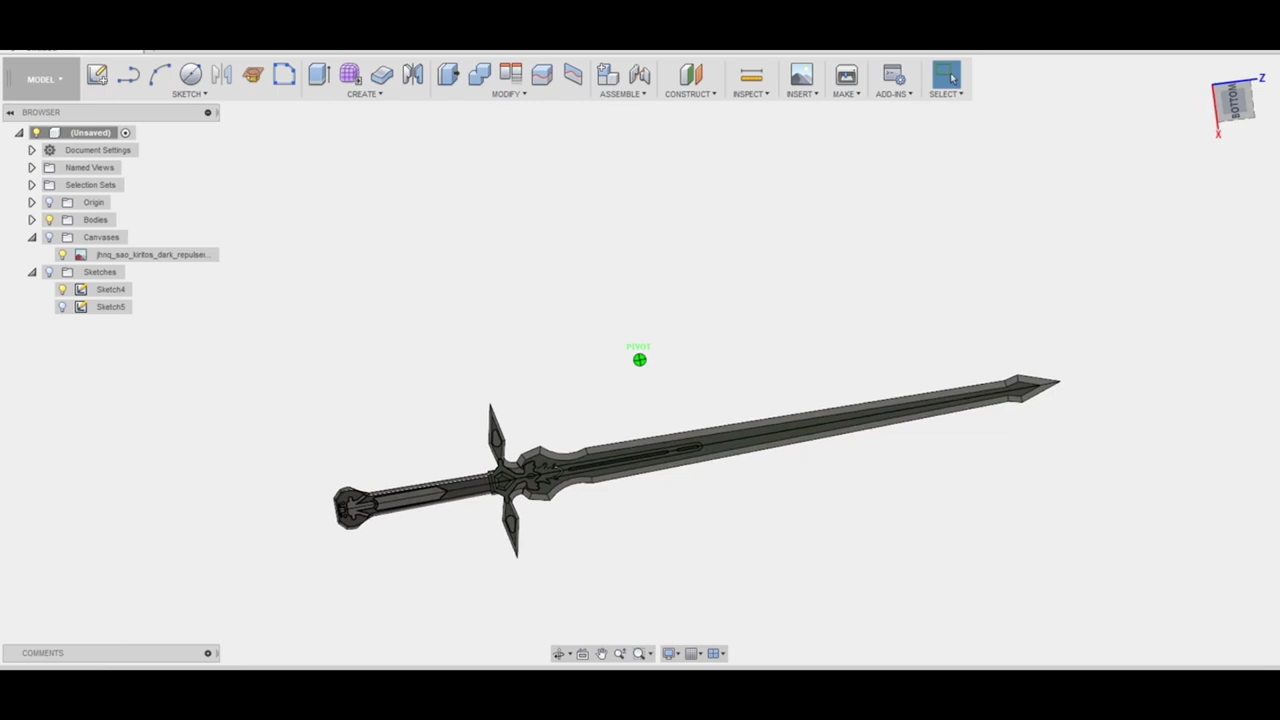 MODEL
SKETCH
CREATE
MODIFY
ASSEMBLE
CONSTRUCT
INSPECT
INSERT
MAKE
ADD-INS
SELECT
Z
BOTTOM
X
BROWSER
(Unsaved)
Document Settings
Named Views
Selection Sets
Origin
Bodies
Canvases
jhnq_sao_kiritos_dark_repulser...
Sketches
Sketch4
Sketch5
PIVOT
COMMENTS